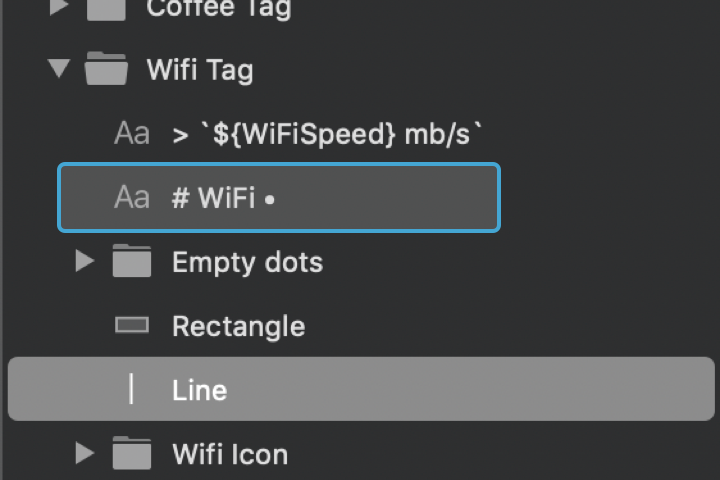 Coffee Tag
Wifi Tag
Aa > `${WiFiSpeed} mb/s`
Aa # WiFi •
Empty dots
Rectangle
Line
Wifi Icon